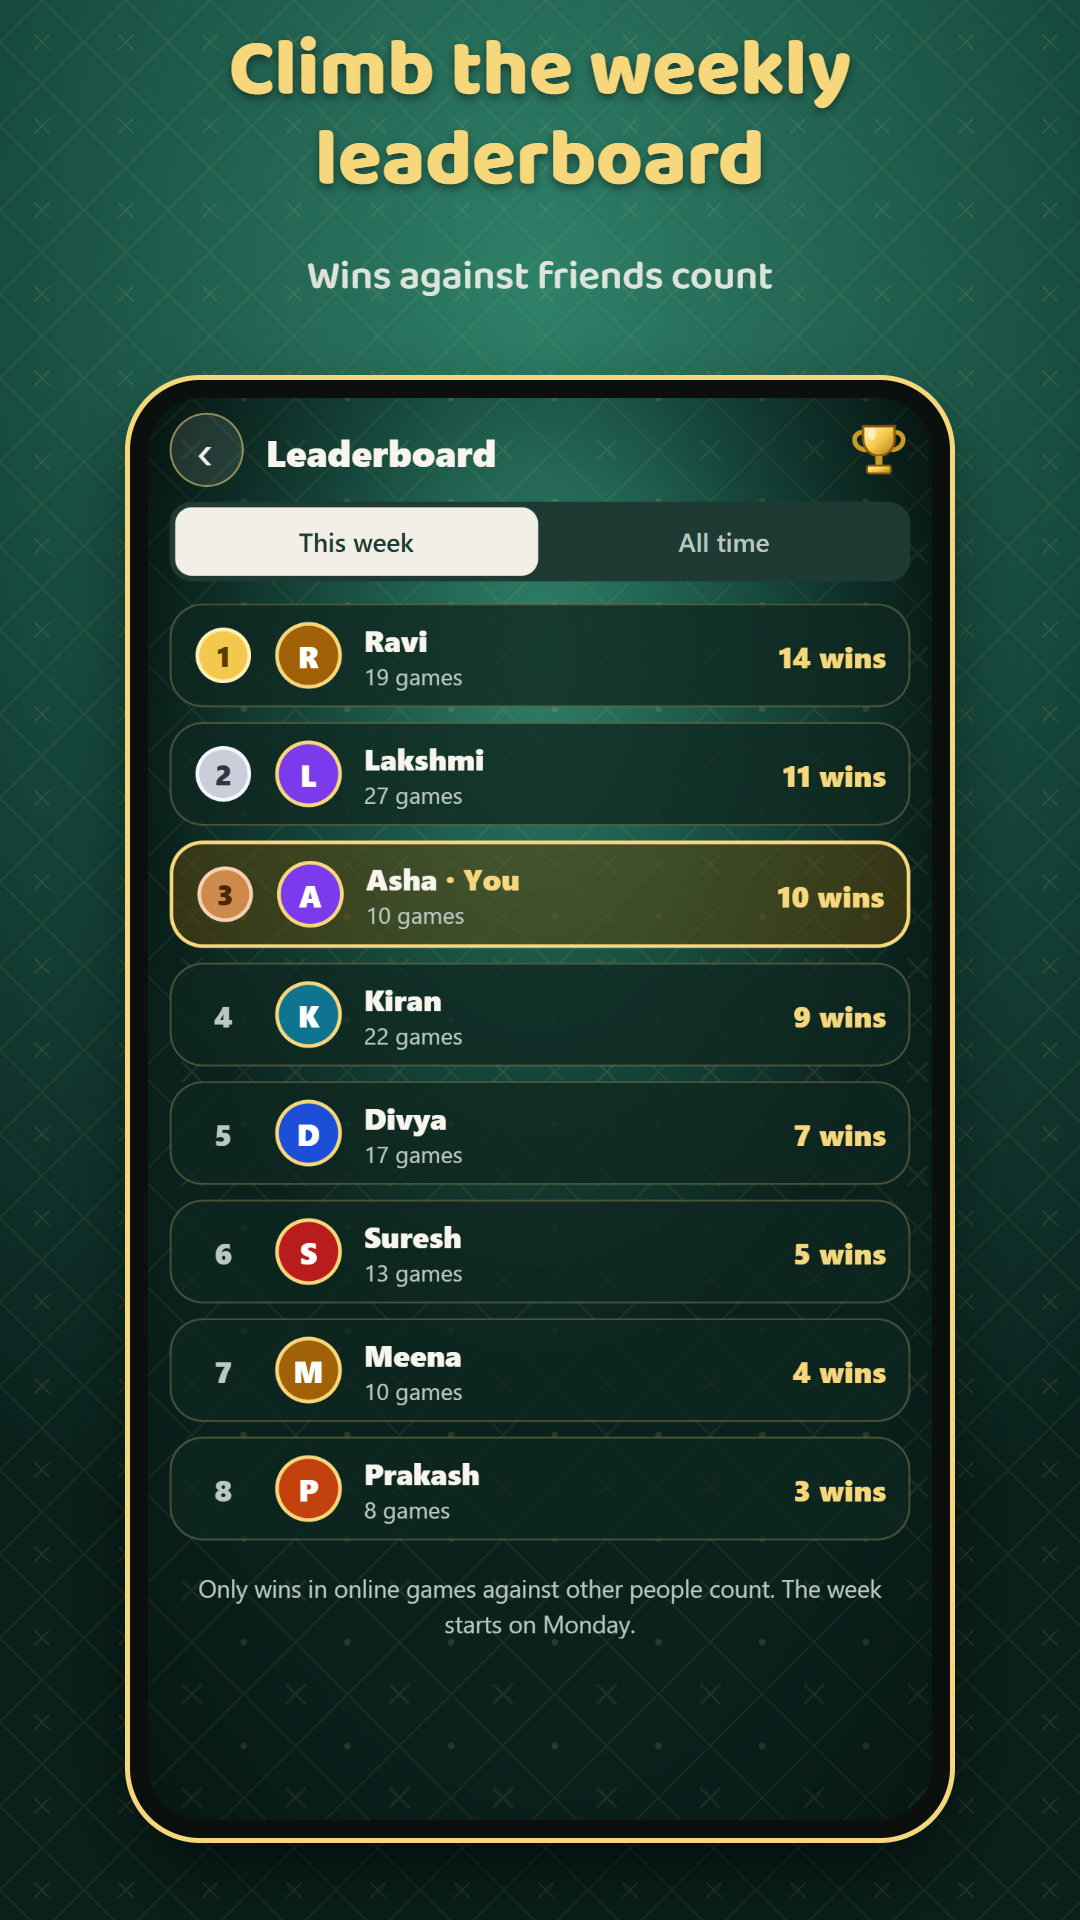 Climb the weekly
leaderboard
Wins against friends count
‹ Leaderboard
This week All time
1 R Ravi 14 wins
19 games
2 L Lakshmi 11 wins
27 games
3 A Asha · You 10 wins
10 games
4 K Kiran 9 wins
22 games
5 D Divya 7 wins
17 games
6 S Suresh 5 wins
13 games
7 M Meena 4 wins
10 games
8 P Prakash 3 wins
8 games
Only wins in online games against other people count. The week
starts on Monday.